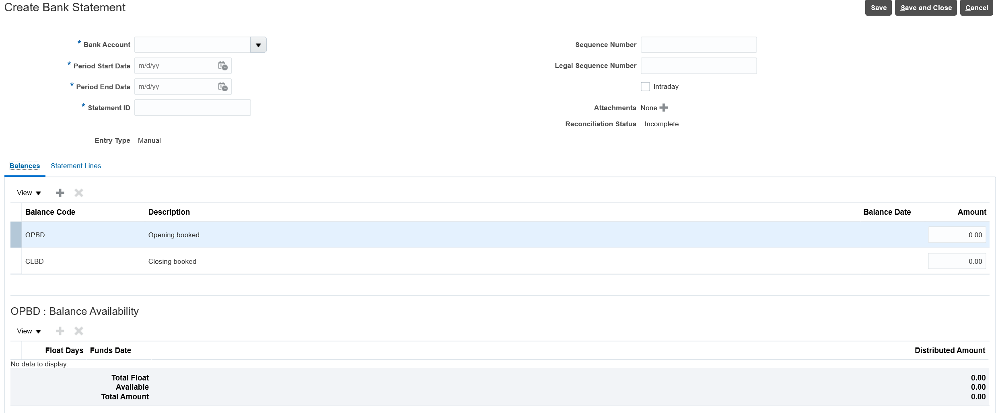 Create Bank Statement
Save
Save and Close
Cancel
* Bank Account
* Period Start Date m/d/yy
* Period End Date m/d/yy
* Statement ID
Entry Type Manual
Sequence Number
Legal Sequence Number
Intraday
Attachments None
Reconciliation Status Incomplete
Balances Statement Lines
View
Balance Code Description Balance Date Amount
OPBD Opening booked 0.00
CLBD Closing booked 0.00
OPBD : Balance Availability
View
Float Days Funds Date Distributed Amount
No data to display.
Total Float 0.00
Available 0.00
Total Amount 0.00